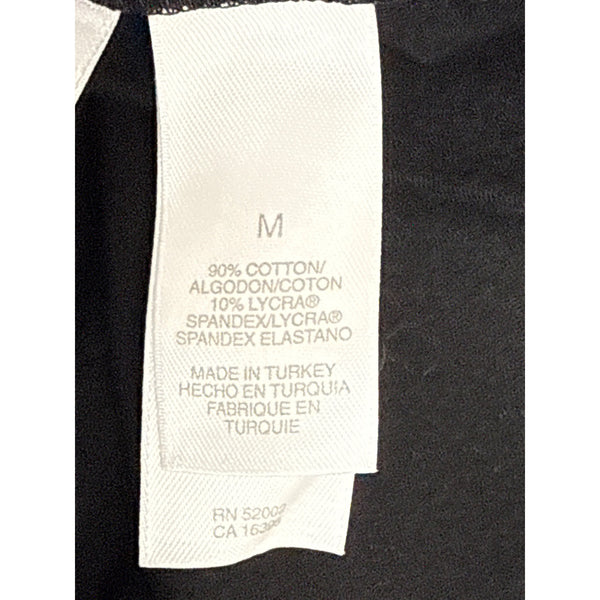 M
90% COTTON/
ALGODON/COTON
10% LYCRA®
SPANDEX/LYCRA®
SPANDEX ELASTANO
MADE IN TURKEY
HECHO EN TURQUIA
FABRIQUE EN
TURQUIE
RN 52002
CA